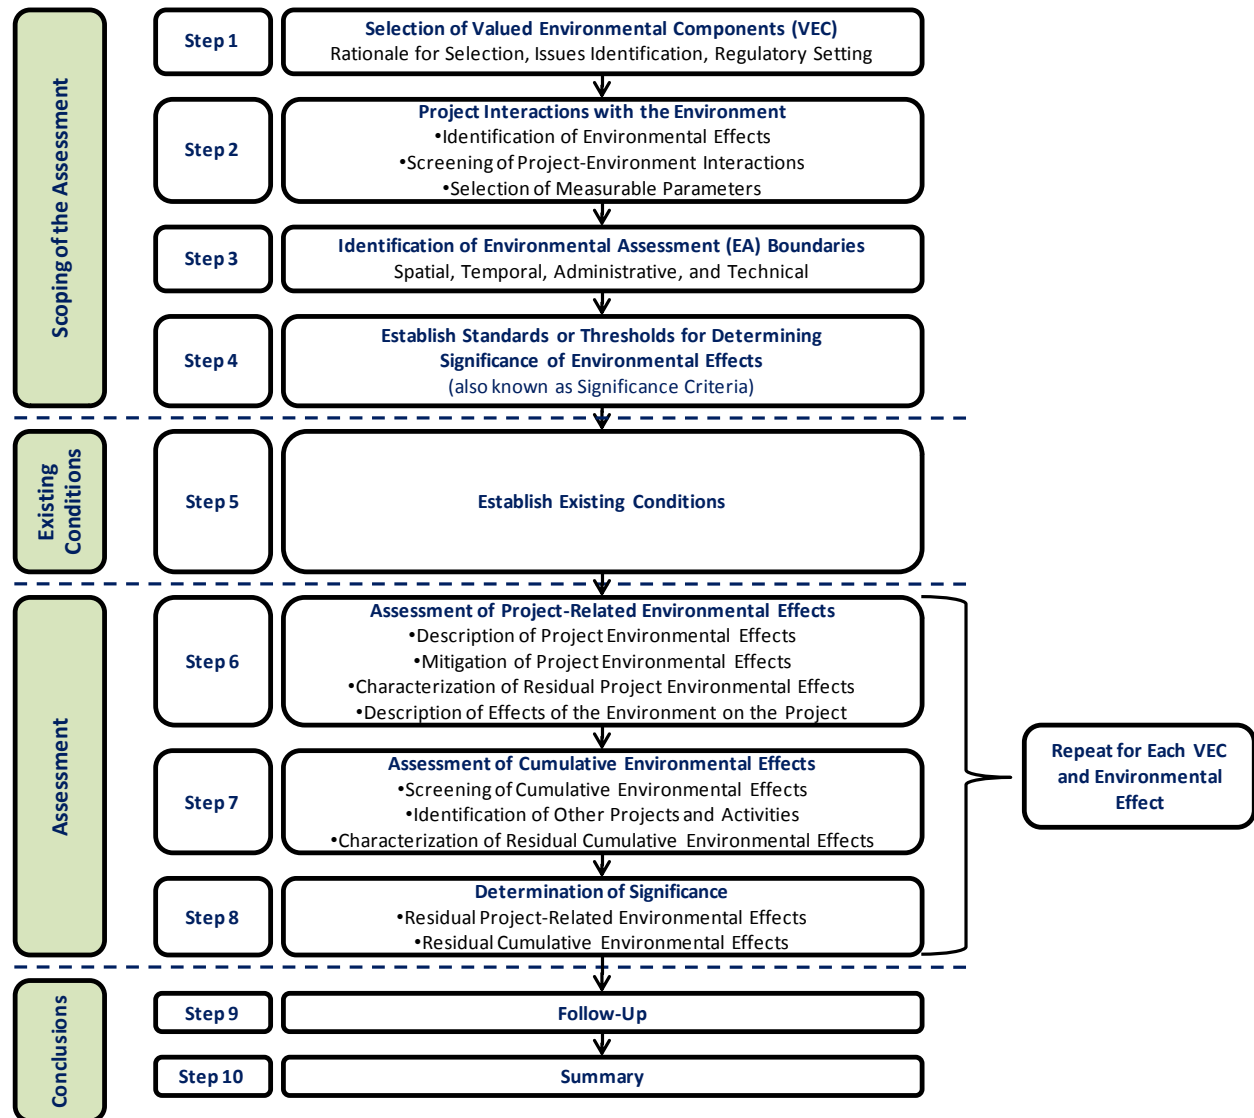 Scoping of the Assessment
Step 1
Selection of Valued Environmental Components (VEC)
Rationale for Selection, Issues Identification, Regulatory Setting
Step 2
Project Interactions with the Environment
•Identification of Environmental Effects
•Screening of Project-Environment Interactions
•Selection of Measurable Parameters
Step 3
Identification of Environmental Assessment (EA) Boundaries
Spatial, Temporal, Administrative, and Technical
Step 4
Establish Standards or Thresholds for Determining
Significance of Environmental Effects
(also known as Significance Criteria)
Existing
Conditions
Step 5
Establish Existing Conditions
Assessment
Step 6
Assessment of Project-Related Environmental Effects
•Description of Project Environmental Effects
•Mitigation of Project Environmental Effects
•Characterization of Residual Project Environmental Effects
•Description of Effects of the Environment on the Project
Step 7
Assessment of Cumulative Environmental Effects
•Screening of Cumulative Environmental Effects
•Identification of Other Projects and Activities
•Characterization of Residual Cumulative Environmental Effects
Step 8
Determination of Significance
•Residual Project-Related Environmental Effects
•Residual Cumulative Environmental Effects
Repeat for Each VEC
and Environmental
Effect
Conclusions
Step 9
Follow-Up
Step 10
Summary